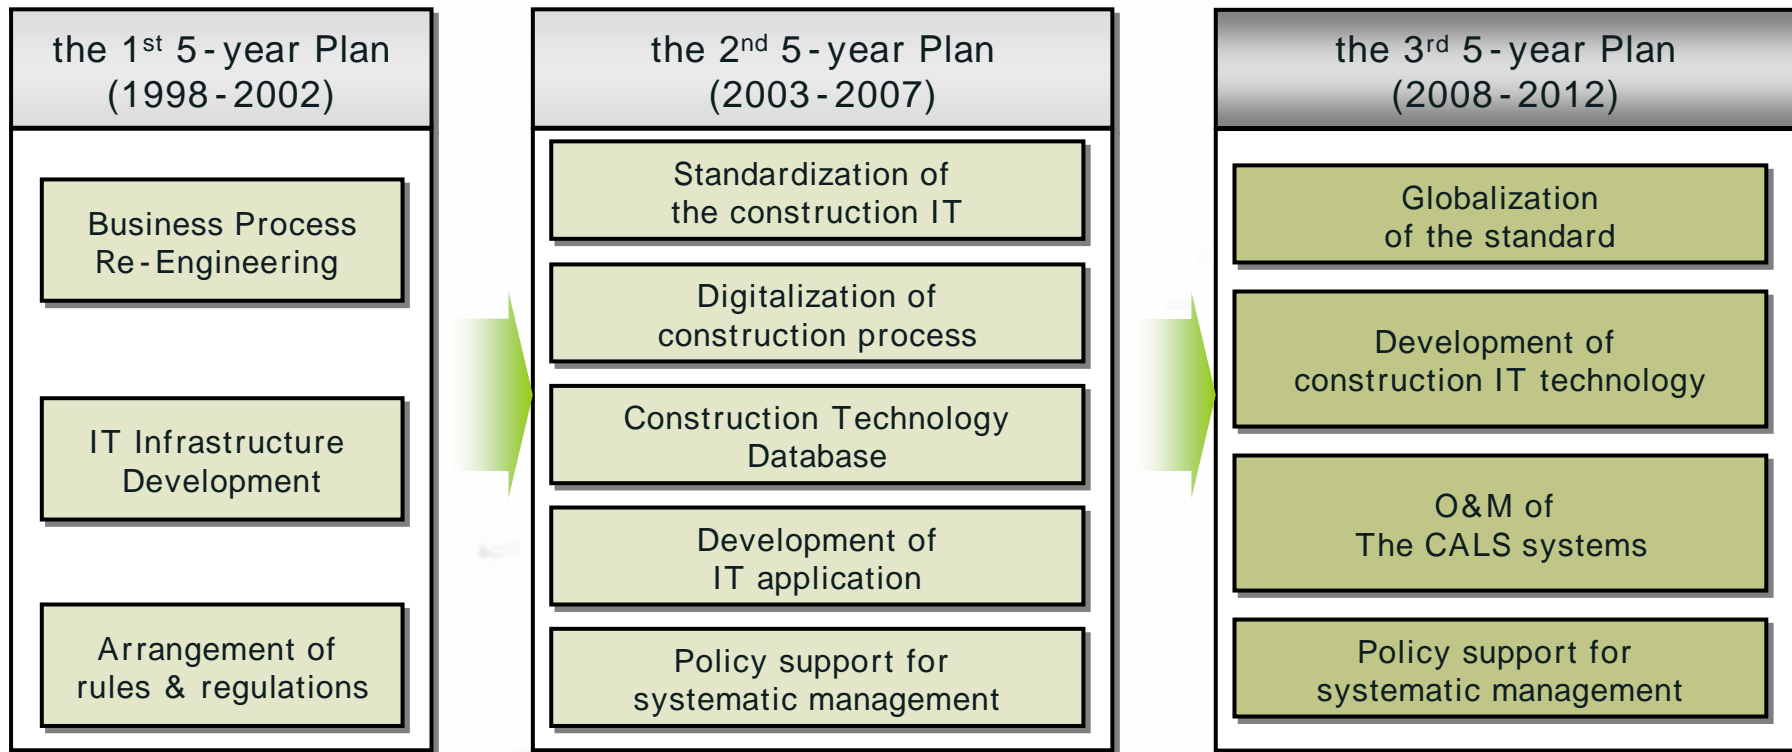 the 1st 5-year Plan
(1998-2002)
Business Process
Re-Engineering
IT Infrastructure
Development
Arrangement of
rules & regulations
the 2nd 5-year Plan
(2003-2007)
Standardization of
the construction IT
Digitalization of
construction process
Construction Technology
Database
Development of
IT application
Policy support for
systematic management
the 3rd 5-year Plan
(2008-2012)
Globalization
of the standard
Development of
construction IT technology
O&M of
The CALS systems
Policy support for
systematic management